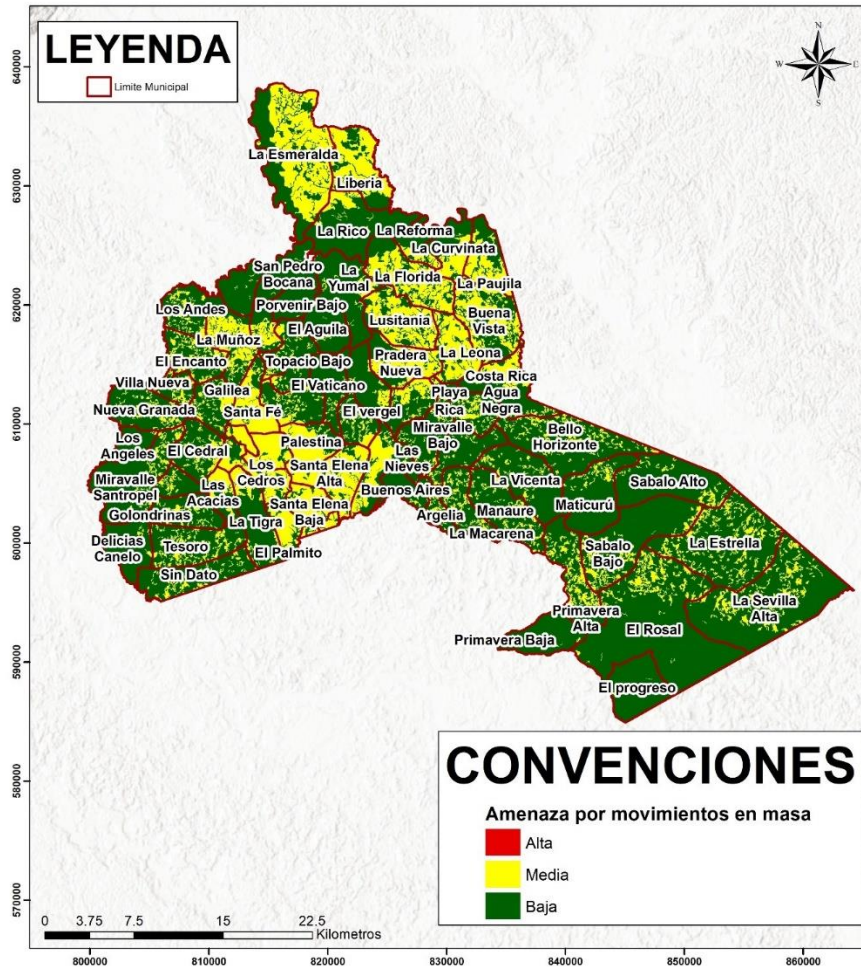 LEYENDA
Limite Municipal
N
W
E
S
640000
630000
620000
610000
600000
590000
580000
570000
La Esmeralda
Liberia
La Rico
La Reforma
La Curvinata
San Pedro
Bocana
La
Yumal
La Florida
La Paujila
Los Andes
Porvenir Bajo
Lusitania
Buena
Vista
La Muñoz
El Aguila
El Encanto
Topacio Bajo
Pradera
Nueva
La Leona
Villa Nueva
Galilea
El Vaticano
Costa Rica
Nueva Granada
Santa Fé
El vergel
Playa
Rica
Agua
Negra
Los
Angeles
El Cedral
Palestina
Miravalle
Bajo
Bello
Horizonte
Miravalle
Santropel
Las
Acacias
Los
Cedros
Santa Elena
Alta
Las
Nieves
La Vicenta
Sabalo Alto
Golondrinas
Buenos Aires
Maticurú
La Tigra
Santa Elena
Baja
Argelia
Manaure
Delicias
Canelo
Tesoro
El Palmito
La Macarena
Sabalo
Bajo
La Estrella
Sin Dato
Primavera
Alta
La Sevilla
Alta
Primavera Baja
El Rosal
El progreso
CONVENCIONES
Amenaza por movimientos en masa
Alta
Media
Baja
0 3.75 7.5 15 22.5
Kilometros
800000 810000 820000 830000 840000 850000 860000